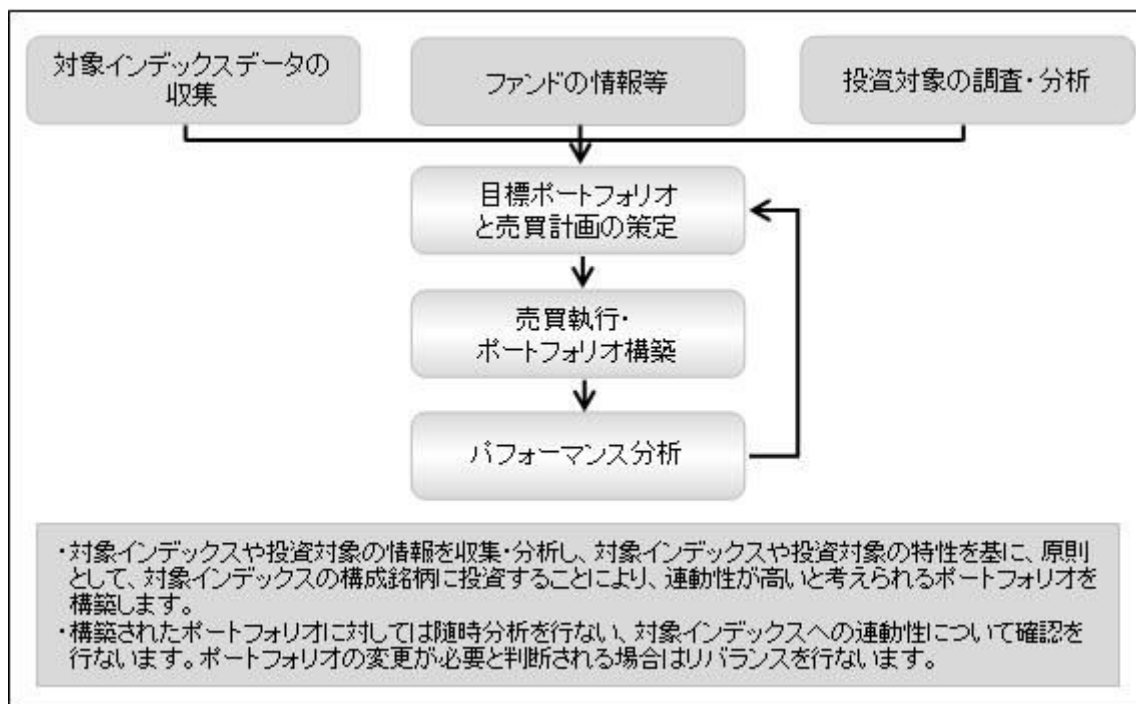 対象インデックスデータの
収集
ファンドの情報等
投資対象の調査・分析
目標ポートフォリオ
と売買計画の策定
売買執行・
ポートフォリオ構築
パフォーマンス分析
・対象インデックスや投資対象の情報を収集・分析し、対象インデックスや投資対象の特性を基に、原則
として、対象インデックスの構成銘柄に投資することにより、連動性が高いと考えられるポートフォリオを
構築します。
・構築されたポートフォリオに対しては随時分析を行ない、対象インデックスへの連動性について確認を
行ないます。ポートフォリオの変更が必要と判断される場合はリバランスを行ないます。